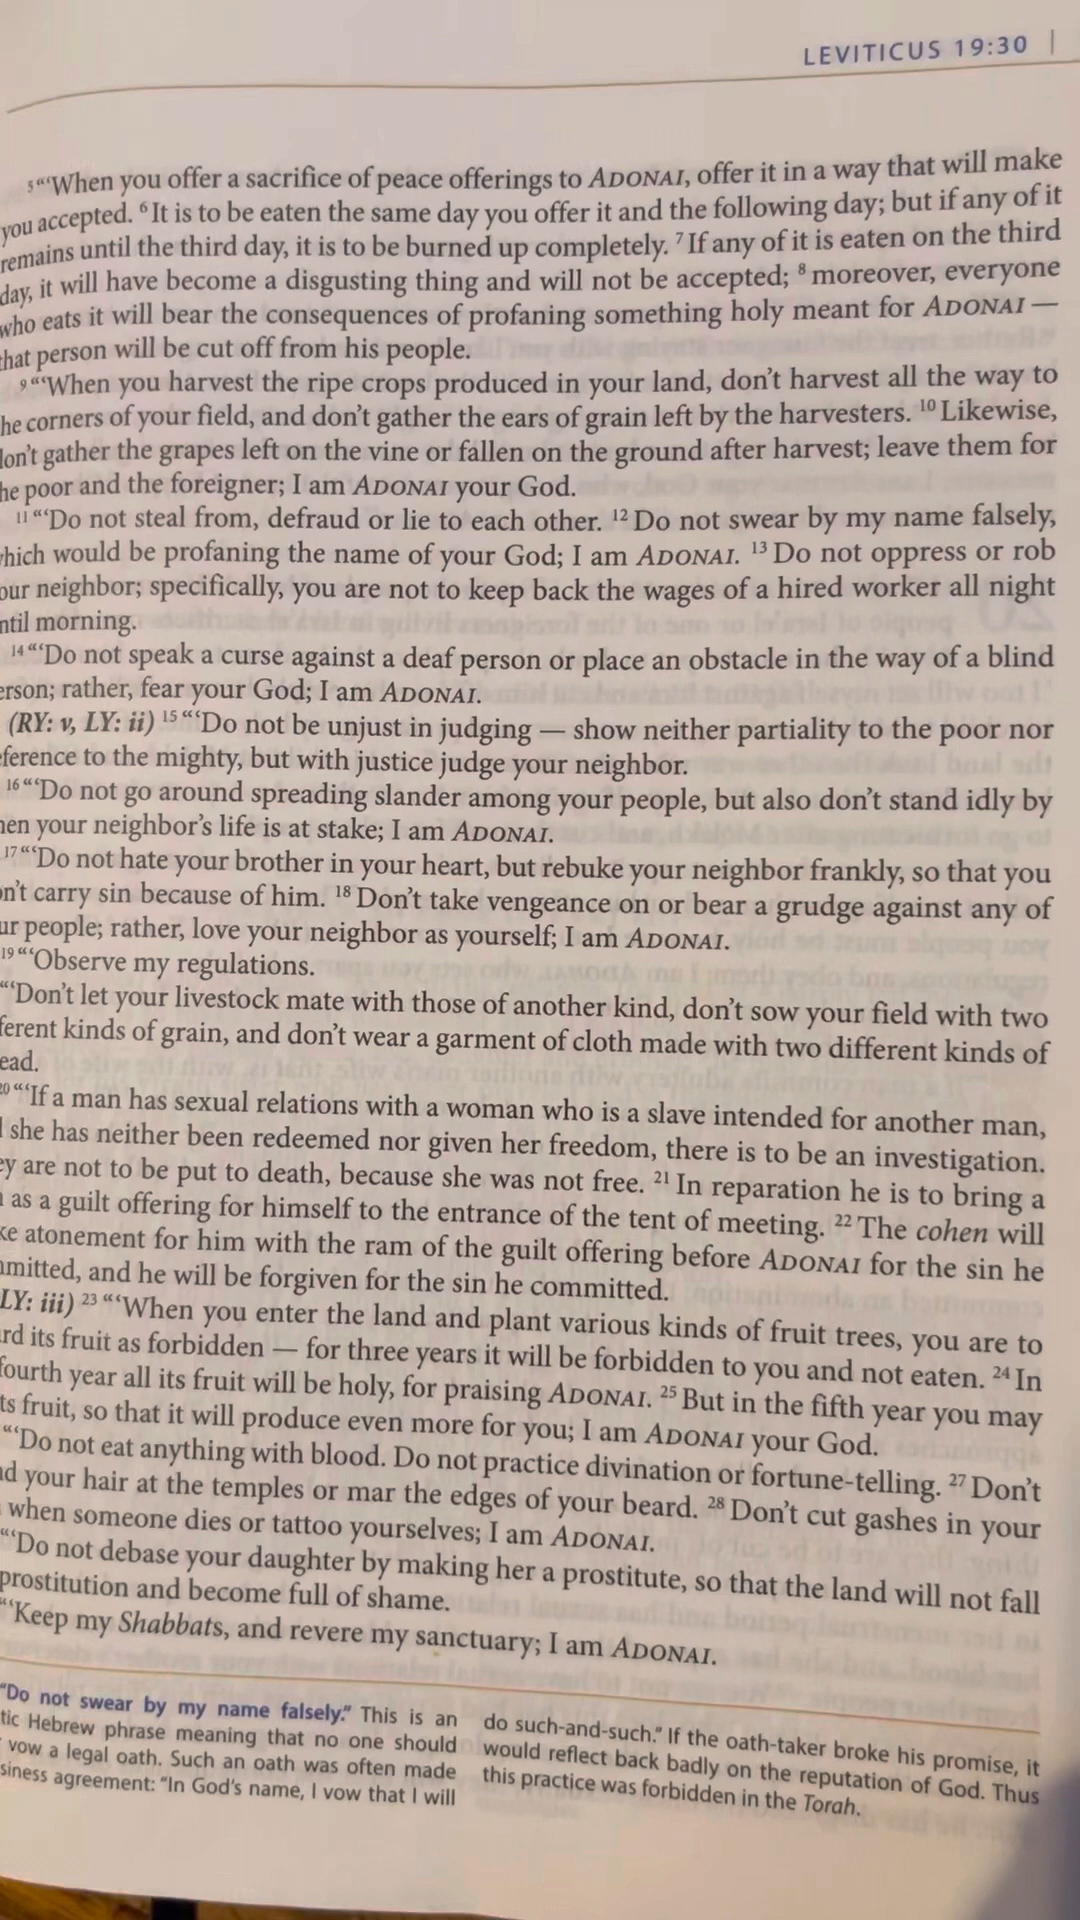 LEVITICUS 19:30
5 “‘When you offer a sacrifice of peace offerings to ADONAI, offer it in a way that will make
you accepted. 6 It is to be eaten the same day you offer it and the following day; but if any of it
remains until the third day, it is to be burned up completely. 7 If any of it is eaten on the third
day, it will have become a disgusting thing and will not be accepted; 8 moreover, everyone
who eats it will bear the consequences of profaning something holy meant for ADONAI —
hat person will be cut off from his people.
9 “‘When you harvest the ripe crops produced in your land, don’t harvest all the way to
he corners of your field, and don’t gather the ears of grain left by the harvesters. 10 Likewise,
lon’t gather the grapes left on the vine or fallen on the ground after harvest; leave them for
he poor and the foreigner; I am ADONAI your God.
11 “‘Do not steal from, defraud or lie to each other. 12 Do not swear by my name falsely,
hich would be profaning the name of your God; I am ADONAI. 13 Do not oppress or rob
our neighbor; specifically, you are not to keep back the wages of a hired worker all night
ntil morning.
14 “‘Do not speak a curse against a deaf person or place an obstacle in the way of a blind
erson; rather, fear your God; I am ADONAI.
(RY: v, LY: ii) 15 “‘Do not be unjust in judging — show neither partiality to the poor nor
ference to the mighty, but with justice judge your neighbor.
16 “‘Do not go around spreading slander among your people, but also don’t stand idly by
hen your neighbor’s life is at stake; I am ADONAI.
17 “‘Do not hate your brother in your heart, but rebuke your neighbor frankly, so that you
on’t carry sin because of him. 18 Don’t take vengeance on or bear a grudge against any of
ur people; rather, love your neighbor as yourself; I am ADONAI.
19 “‘Observe my regulations.
“‘Don’t let your livestock mate with those of another kind, don’t sow your field with two
ferent kinds of grain, and don’t wear a garment of cloth made with two different kinds of
ead.
20 “‘If a man has sexual relations with a woman who is a slave intended for another man,
she has neither been redeemed nor given her freedom, there is to be an investigation.
ey are not to be put to death, because she was not free. 21 In reparation he is to bring a
as a guilt offering for himself to the entrance of the tent of meeting. 22 The cohen will
ke atonement for him with the ram of the guilt offering before ADONAI for the sin he
mmitted, and he will be forgiven for the sin he committed.
LY: iii) 23 “‘When you enter the land and plant various kinds of fruit trees, you are to
rd its fruit as forbidden — for three years it will be forbidden to you and not eaten. 24 In
fourth year all its fruit will be holy, for praising ADONAI. 25 But in the fifth year you may
ts fruit, so that it will produce even more for you; I am ADONAI your God.
“‘Do not eat anything with blood. Do not practice divination or fortune-telling. 27 Don’t
nd your hair at the temples or mar the edges of your beard. 28 Don’t cut gashes in your
when someone dies or tattoo yourselves; I am ADONAI.
“‘Do not debase your daughter by making her a prostitute, so that the land will not fall
prostitution and become full of shame.
“‘Keep my Shabbats, and revere my sanctuary; I am ADONAI.
“Do not swear by my name falsely.” This is an
tic Hebrew phrase meaning that no one should
vow a legal oath. Such an oath was often made
siness agreement: “In God’s name, I vow that I will
do such-and-such.” If the oath-taker broke his promise, it
would reflect back badly on the reputation of God. Thus
this practice was forbidden in the Torah.